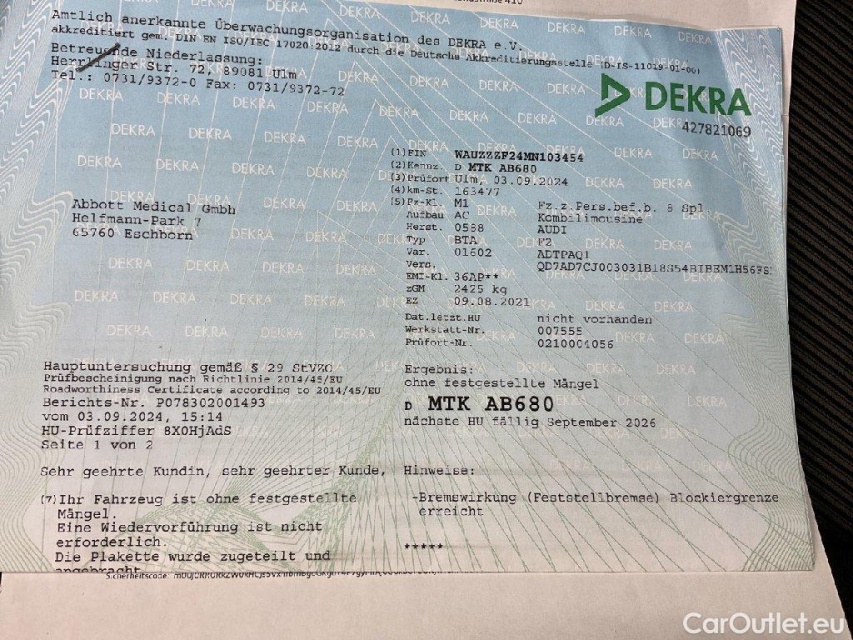 Amtlich anerkannte Überwachungsorganisation des DEKRA e.V.
akkreditiert gem. DIN EN ISO/IEC 17020:2012 durch die Deutsche Akkreditierungsstelle (D-IS-11019-01-00)
Betreuende Niederlassung:
Herrlinger Str. 72, 89081 Ulm
Tel.: 0731/9372-0 Fax: 0731/9372-72
DEKRA
427821069
(1)FIN WAUZZZF24MN103454
(2)Kennz. D MTK AB680
(3)Prüfort Ulm, 03.09.2024
(4)km-St. 163477
(5)Fz-Kl. M1 Fz.z.Pers.bef.b. 8 Spl
Aufbau AC Kombilimousine
Herst. 0588 AUDI
Typ BTA F2
Var. 01602 ADTPAQ1
Vers.
EMI-Kl. 36AP**
zGM 2425 kg
EZ 09.08.2021
Dat.letzt.HU nicht vorhanden
Werkstatt-Nr. 007555
Prüfort-Nr. 0210004056
Abbott Medical GmbH
Helfmann-Park 7
65760 Eschborn
Hauptuntersuchung gemäß § 29 StVZO
Prüfbescheinigung nach Richtlinie 2014/45/EU
Roadworthiness Certificate according to 2014/45/EU
Berichts-Nr. P078302001493
vom 03.09.2024, 15:14
HU-Prüfziffer 8X0HjAdS
Seite 1 von 2
Ergebnis:
ohne festgestellte Mängel
D MTK AB680
nächste HU fällig September 2026
Sehr geehrte Kundin, sehr geehrter Kunde,
(7)Ihr Fahrzeug ist ohne festgestellte
Mängel.
Eine Wiedervorführung ist nicht
erforderlich.
Die Plakette wurde zugeteilt und
angebracht.
Hinweise:
-Bremswirkung (Feststellbremse) Blockiergrenze
erreicht
*****
Sicherheitscode:
CarOutlet.eu